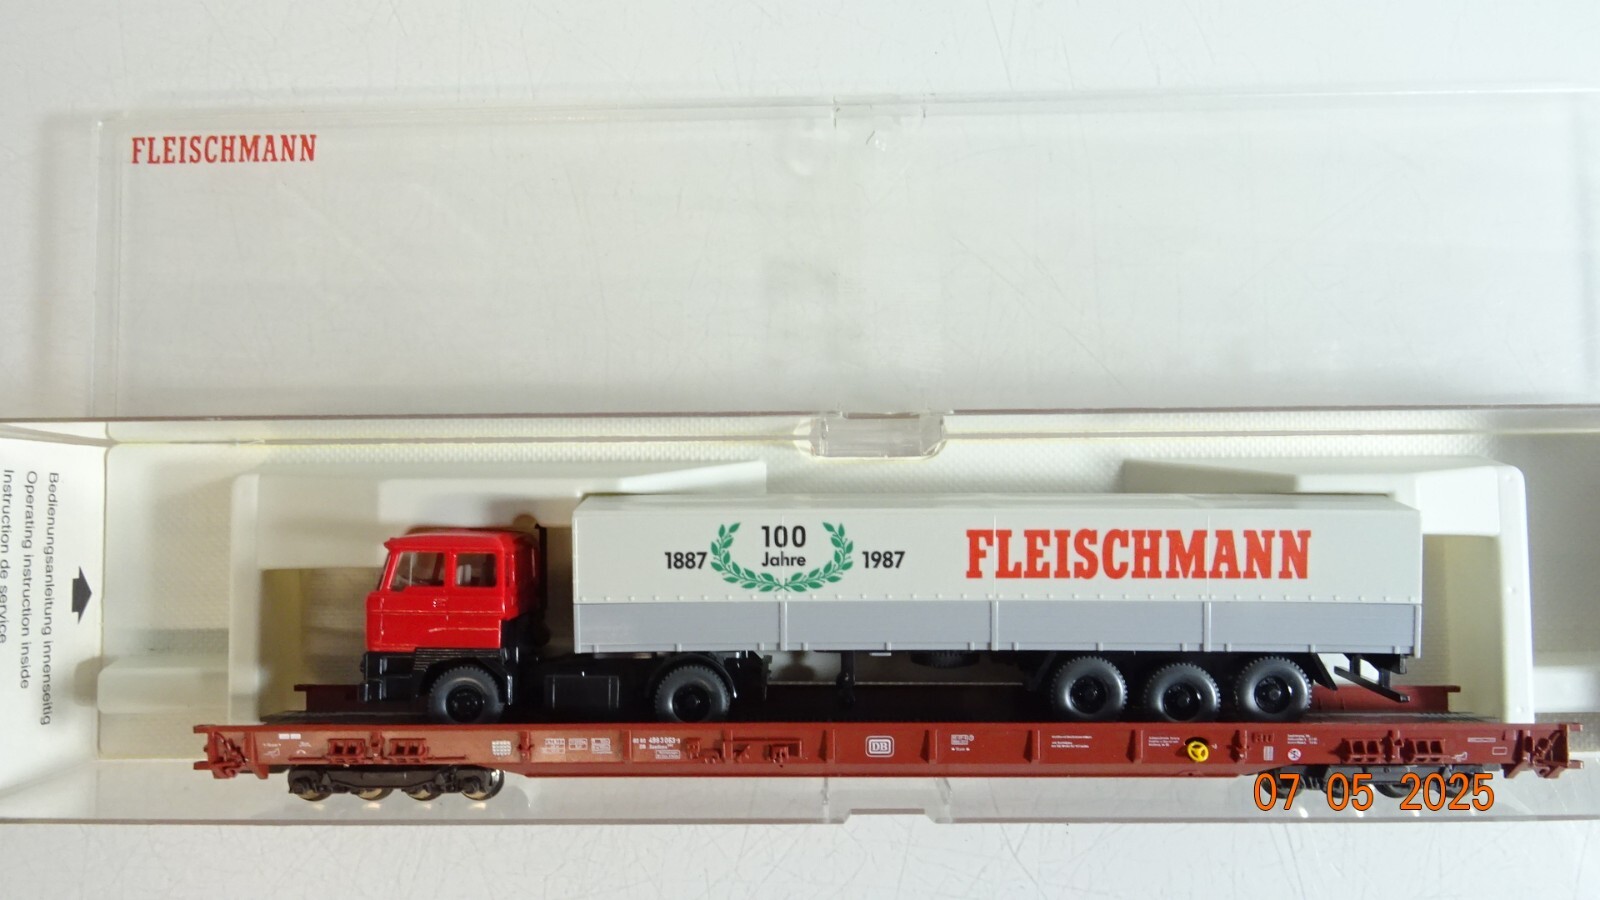 FLEISCHMANN
Bedienungsanleitung innenseitig
Operating instruction inside
Instruction de service
1887
100
Jahre
1987
FLEISCHMANN
DB
07 05 2025